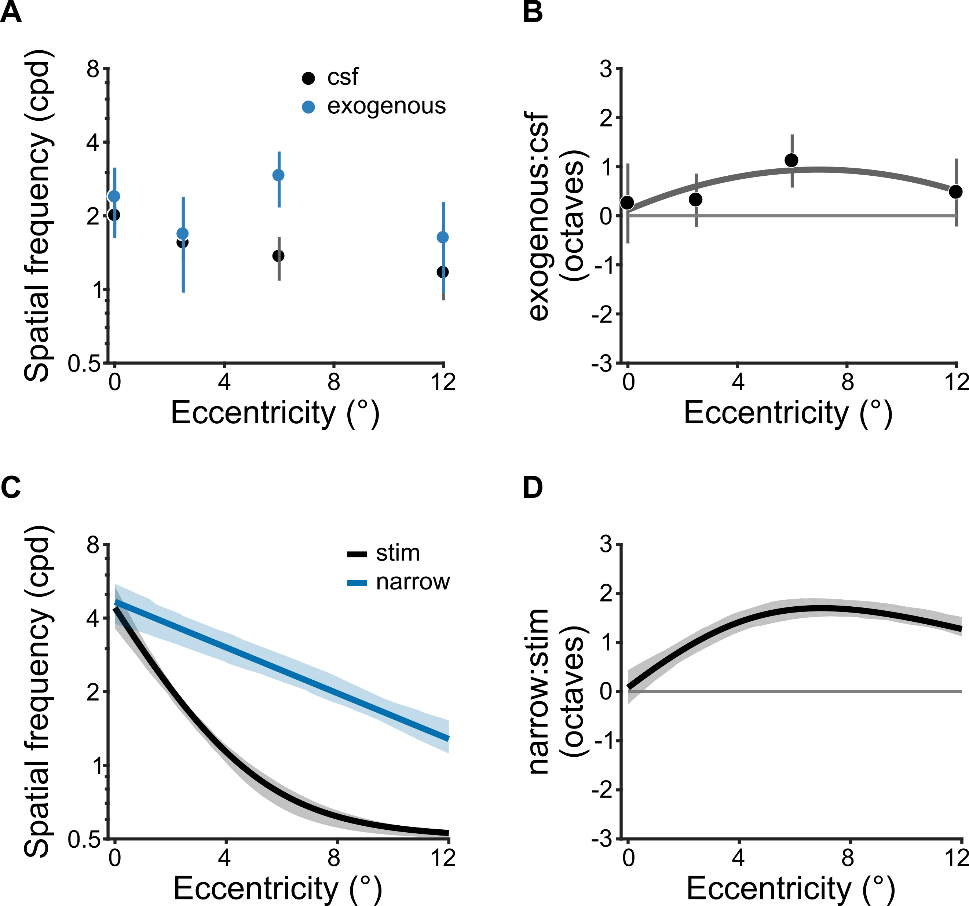 A
Spatial frequency (cpd)
8
4
2
1
0.5
0 4 8 12
Eccentricity (°)
csf
exogenous
B
exogenous:csf
(octaves)
3
2
1
0
-1
-2
-3
0 4 8 12
Eccentricity (°)
C
Spatial frequency (cpd)
8
4
2
1
0.5
0 4 8 12
Eccentricity (°)
stim
narrow
D
narrow:stim
(octaves)
3
2
1
0
-1
-2
-3
0 4 8 12
Eccentricity (°)